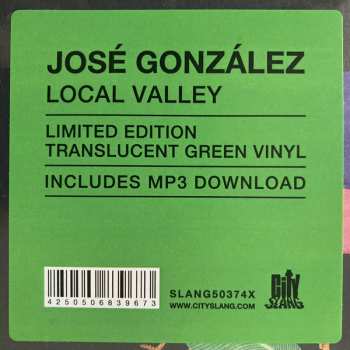 JOSÉ GONZÁLEZ
LOCAL VALLEY
LIMITED EDITION
TRANSLUCENT GREEN VINYL
INCLUDES MP3 DOWNLOAD
4250506839673
SLANG50374X
WWW.CITYSLANG.COM
CITY
SLANG